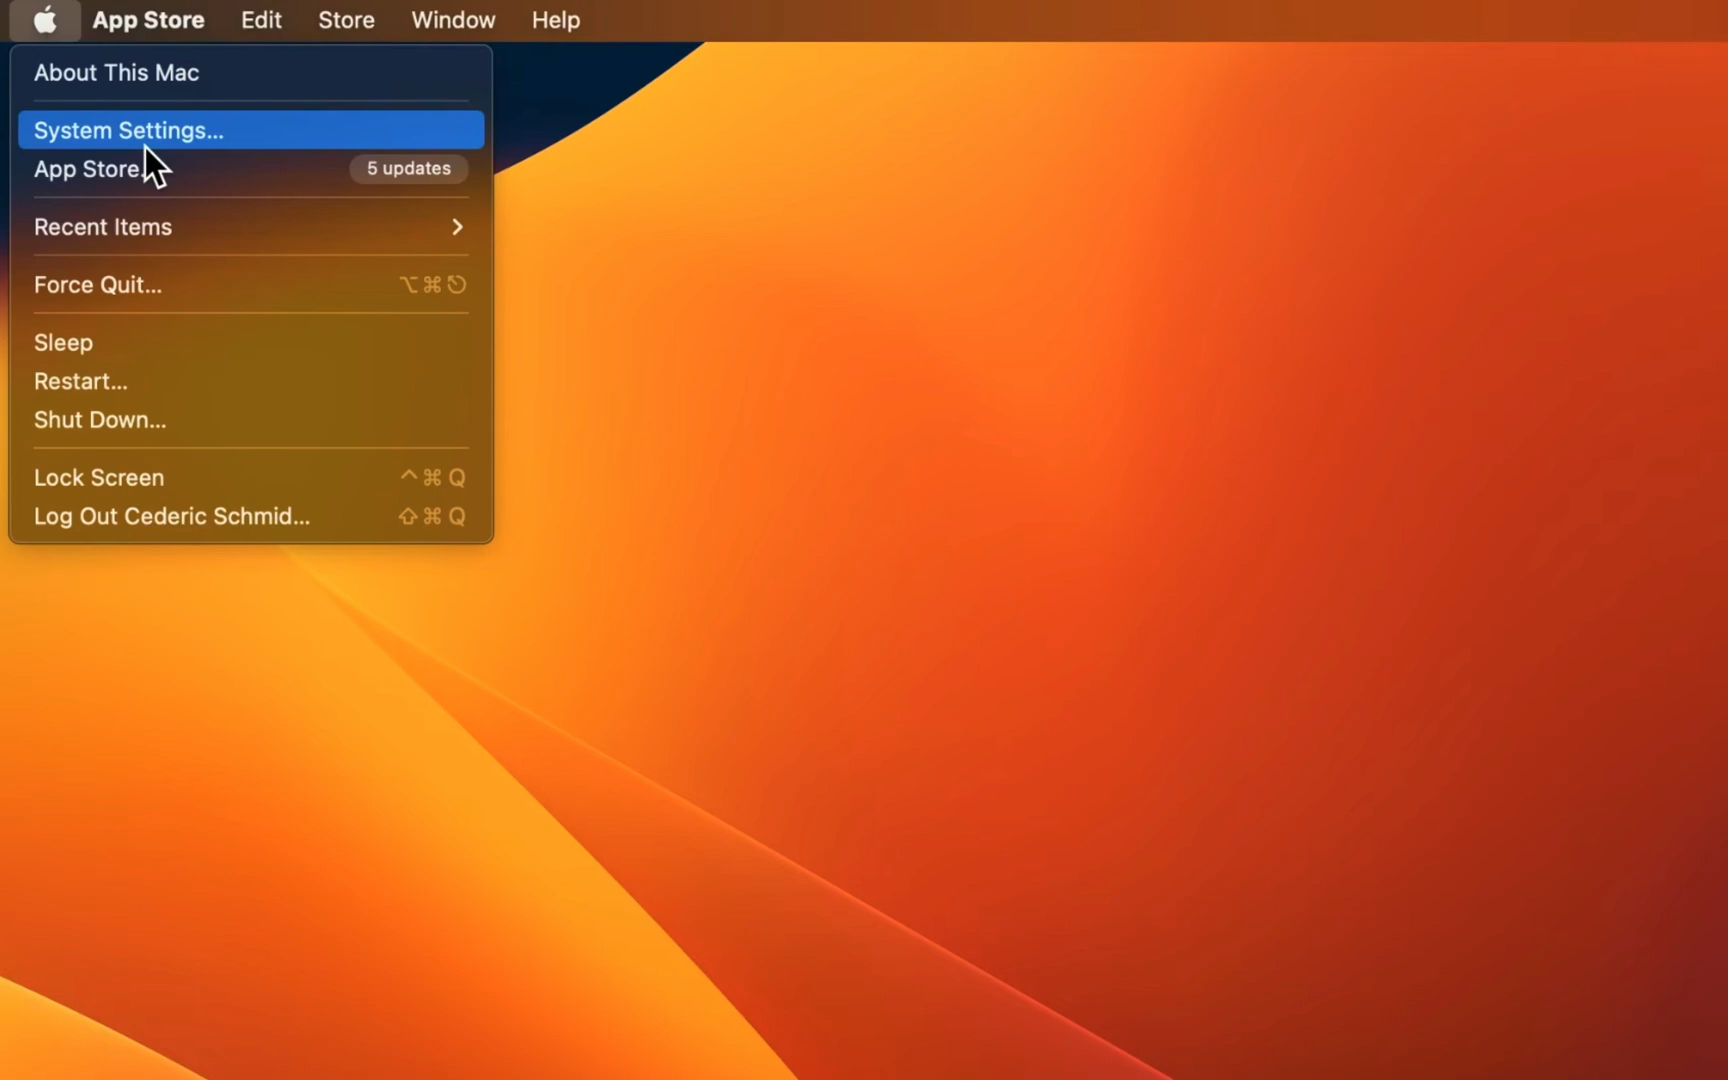 App Store Edit Store Window Help
About This Mac
System Settings...
App Store. 5 updates
Recent Items
Force Quit... ⌥⌘⎋
Sleep
Restart...
Shut Down...
Lock Screen ^⌘Q
Log Out Cederic Schmid... ⇧⌘Q